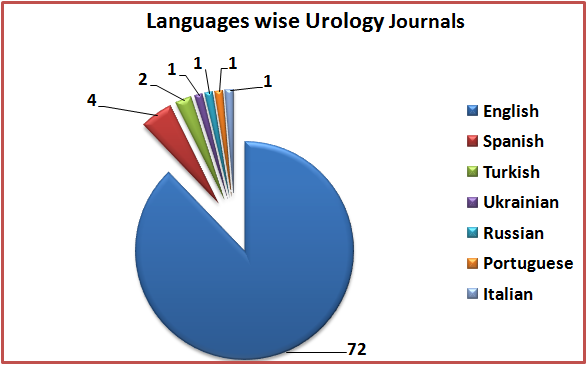 Languages wise Urology Journals
1
1
1
1
2
4
72
English
Spanish
Turkish
Ukrainian
Russian
Portuguese
Italian